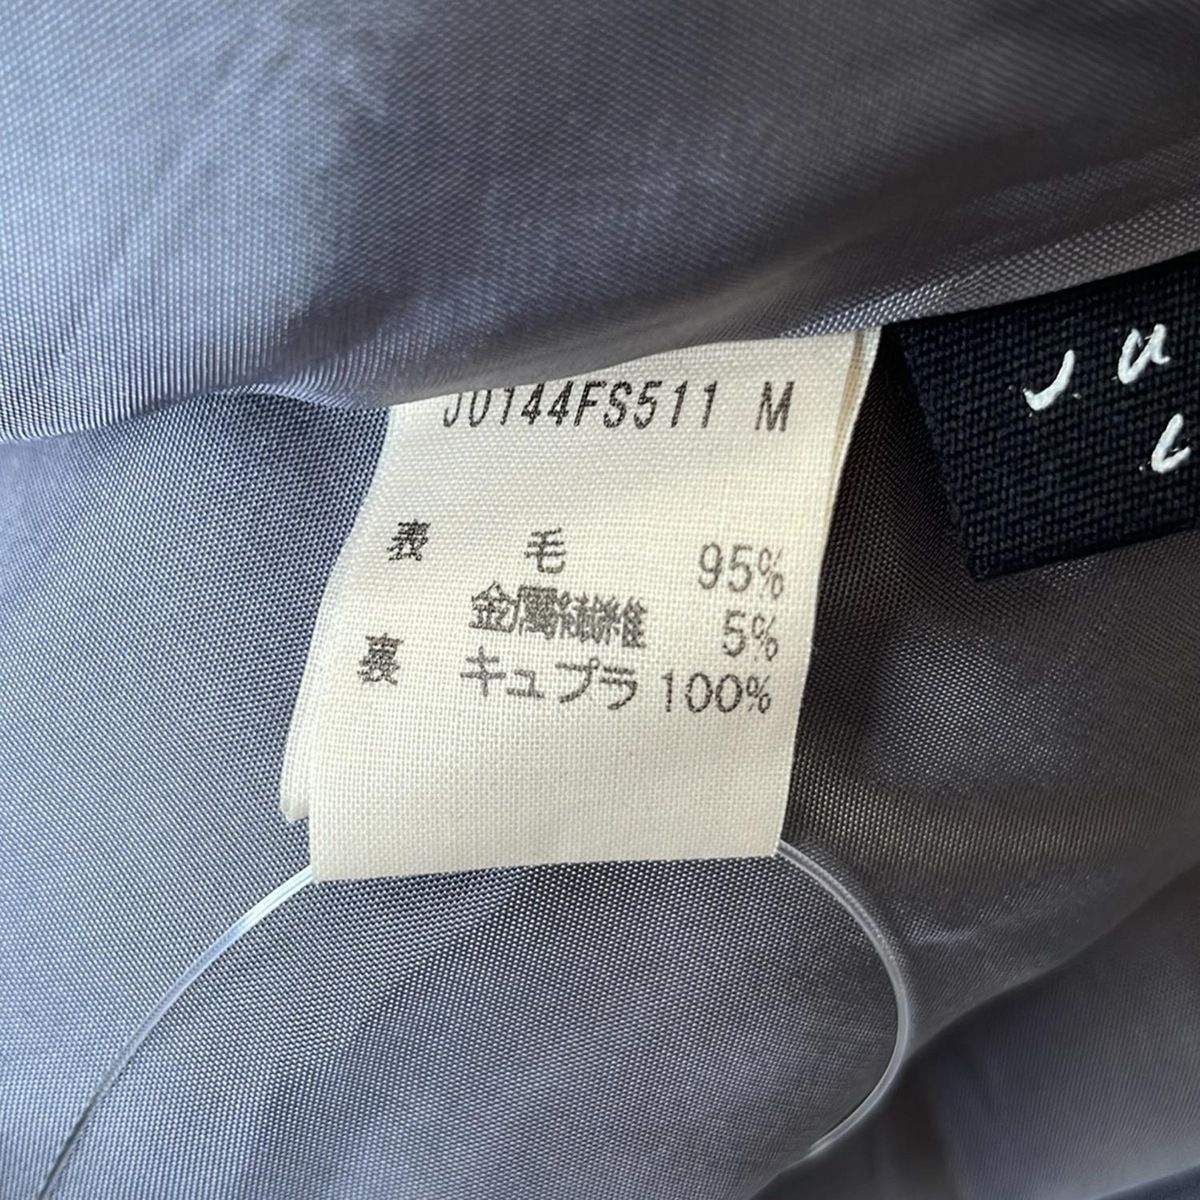 J0144FS511 M
表 毛 95%
金属繊維 5%
裏 キュプラ 100%
J U